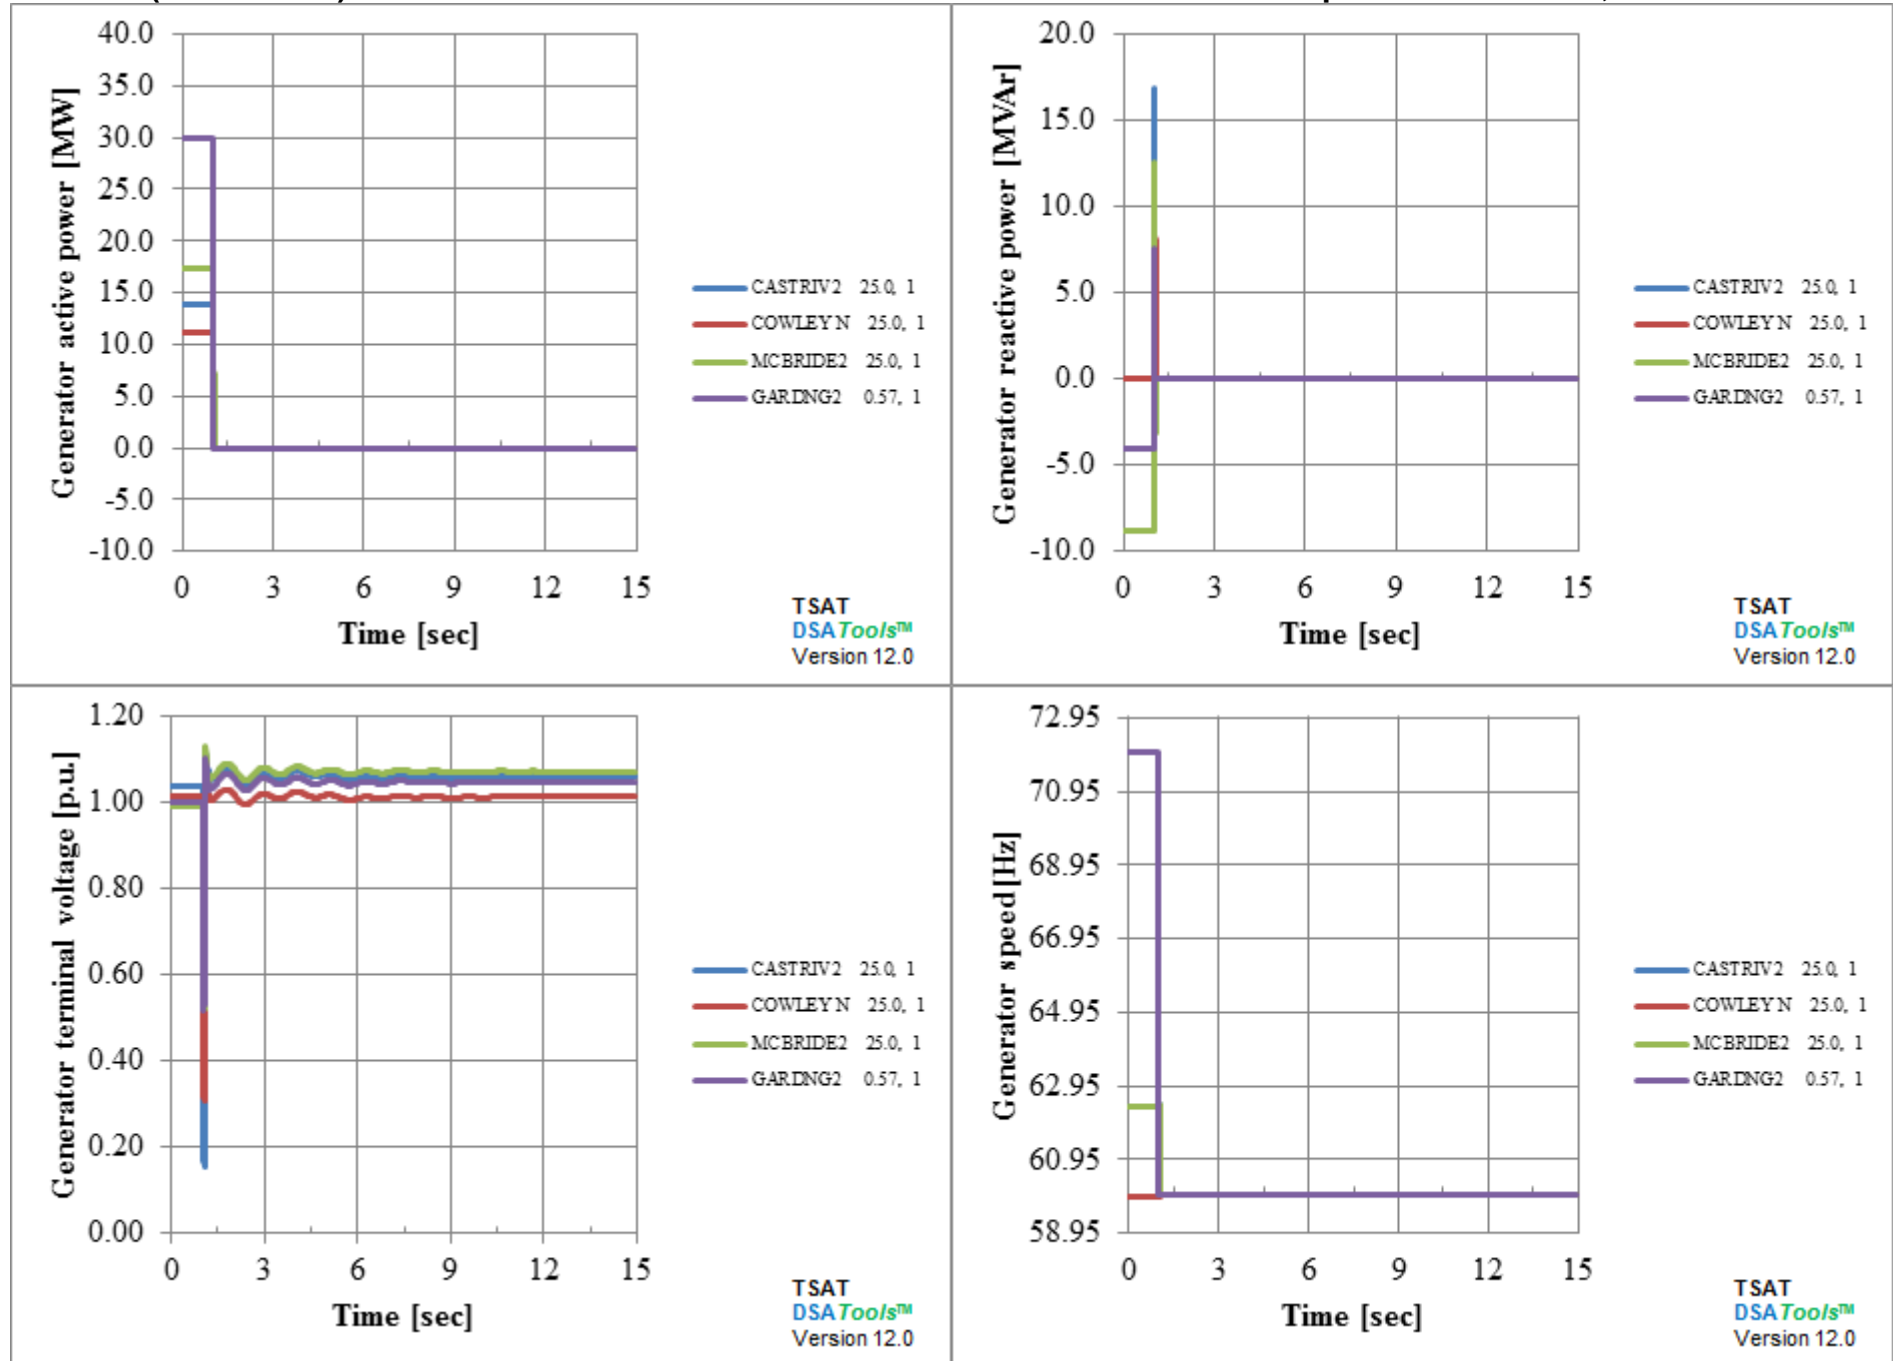 Generator active power [MW]
40.0
35.0
30.0
25.0
20.0
15.0
10.0
5.0
0.0
-5.0
-10.0
0 3 6 9 12 15
Time [sec]
CASTRIV2 25.0, 1
COWLEY N 25.0, 1
MCBRIDE2 25.0, 1
GARDNG2 0.57, 1
TSAT
DSATools™
Version 12.0
Generator reactive power [MVAr]
20.0
15.0
10.0
5.0
0.0
-5.0
-10.0
0 3 6 9 12 15
Time [sec]
CASTRIV2 25.0, 1
COWLEY N 25.0, 1
MCBRIDE2 25.0, 1
GARDNG2 0.57, 1
TSAT
DSATools™
Version 12.0
Generator terminal voltage [p.u.]
1.20
1.00
0.80
0.60
0.40
0.20
0.00
0 3 6 9 12 15
Time [sec]
CASTRIV2 25.0, 1
COWLEY N 25.0, 1
MCBRIDE2 25.0, 1
GARDNG2 0.57, 1
TSAT
DSATools™
Version 12.0
Generator speed [Hz]
72.95
70.95
68.95
66.95
64.95
62.95
60.95
58.95
0 3 6 9 12 15
Time [sec]
CASTRIV2 25.0, 1
COWLEY N 25.0, 1
MCBRIDE2 25.0, 1
GARDNG2 0.57, 1
TSAT
DSATools™
Version 12.0